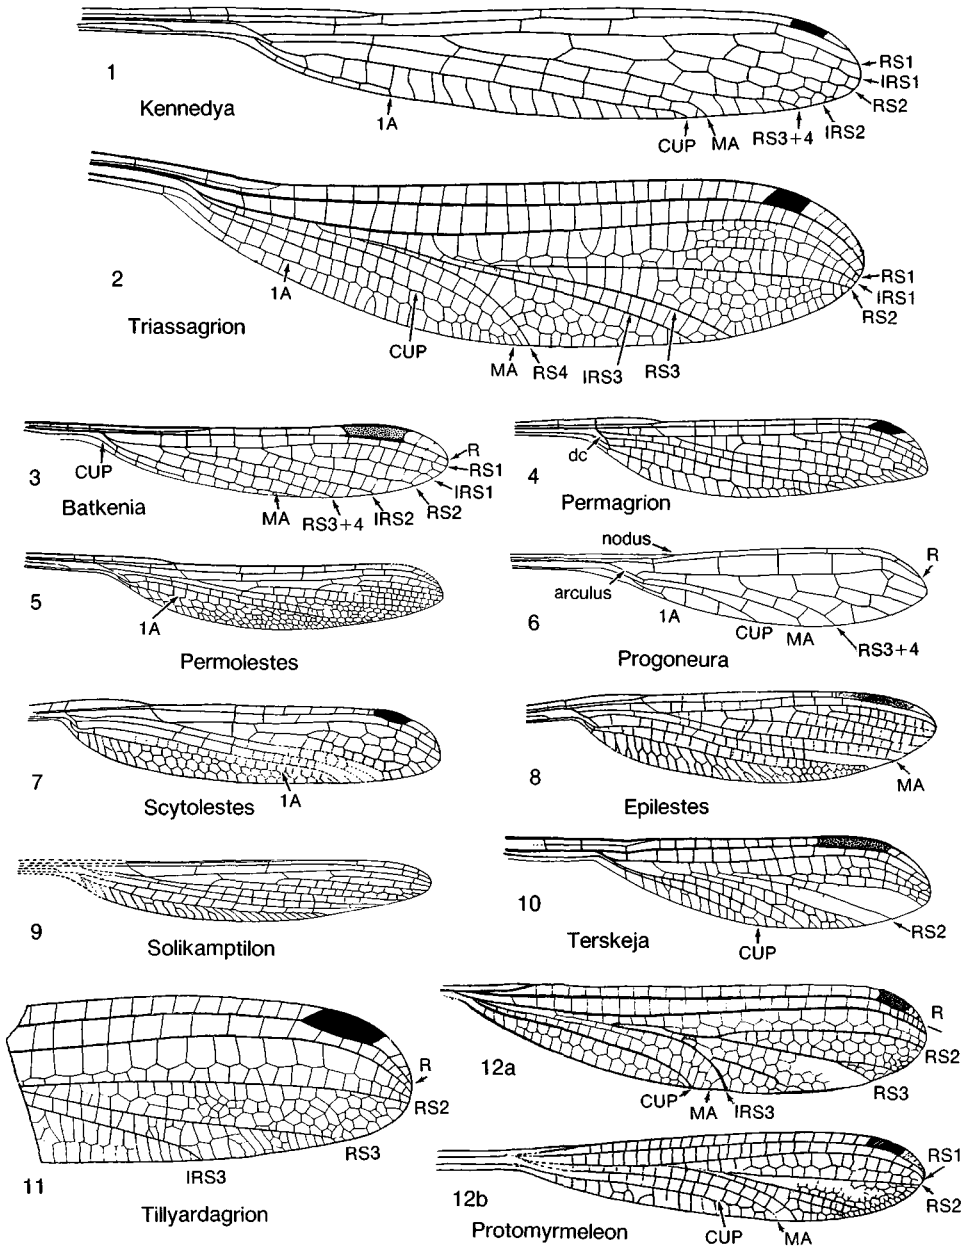 RS1
IRS1
RS2
1
Kennedya
1A
CUP
MA
RS3+4
IRS2
2
Triassagrion
1A
CUP
MA
RS4
IRS3
RS3
RS1
IRS1
RS2
3
Batkenia
CUP
MA
RS3+4
IRS2
RS2
IRS1
RS1
R
4
dc
Permagrion
5
1A
Permolestes
nodus
R
arculus
6
1A
CUP
MA
RS3+4
Progoneura
7
1A
Scytolestes
8
MA
Epilestes
9
Solikamptilon
10
RS2
Terskeja
CUP
11
R
RS2
RS3
IRS3
Tillyardagrion
12a
R
RS2
RS3
CUP
MA
IRS3
12b
RS1
RS2
CUP
MA
Protomyrmeleon